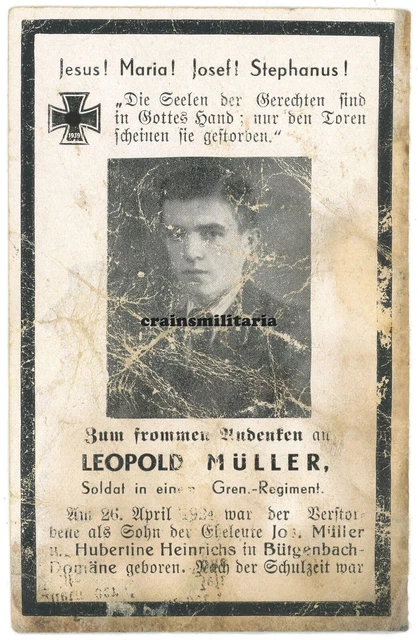 Jesus! Maria! Josef! Stephanus!
1939
„Die Seelen der Gerechten sind
in Gottes Hand; nur den Toren
scheinen sie gestorben.“
crainsmilitaria
Zum frommen Andenken an
LEOPOLD MÜLLER,
Soldat in einem Gren.-Regiment.
Am 26. April 1924 war der Verstor-
bene als Sohn der Eheleute Jos. Müller
u. Hubertine Heinrichs in Bütgenbach-
Domäne geboren. Nach der Schulzeit war